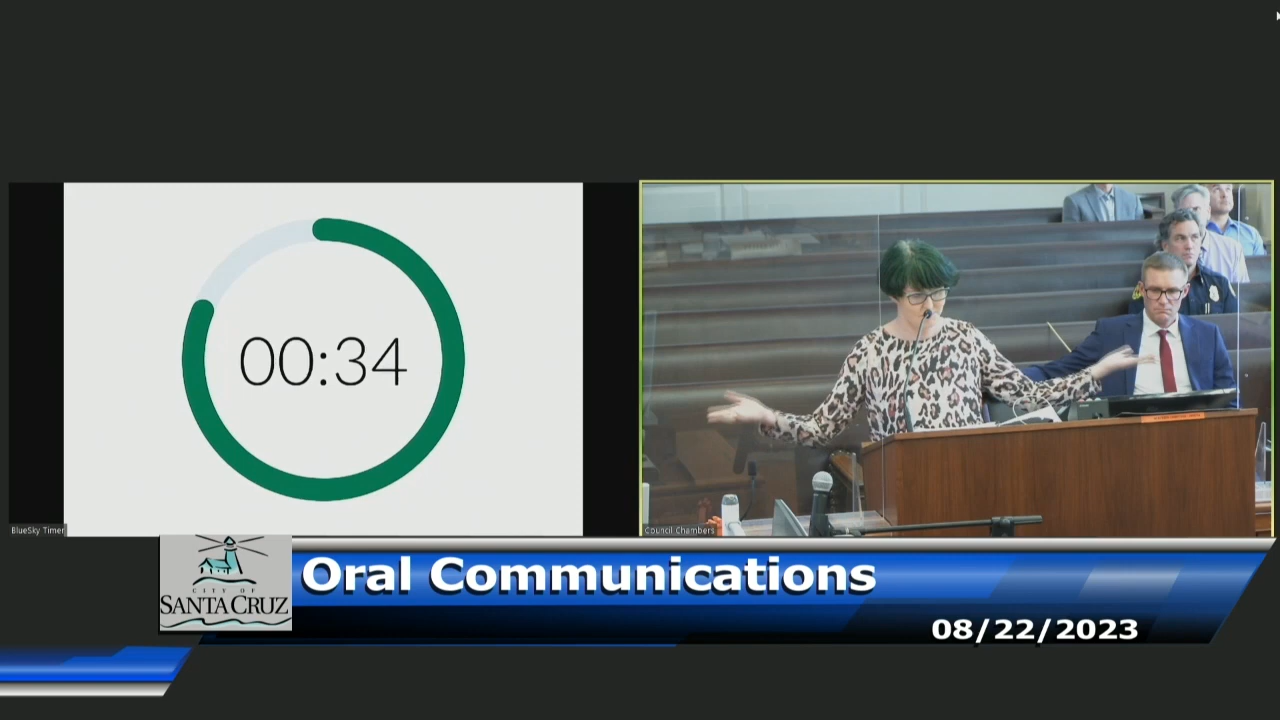 00:34
BlueSky Timer
Council Chambers
CITY OF
SANTA CRUZ
Oral Communications
08/22/2023